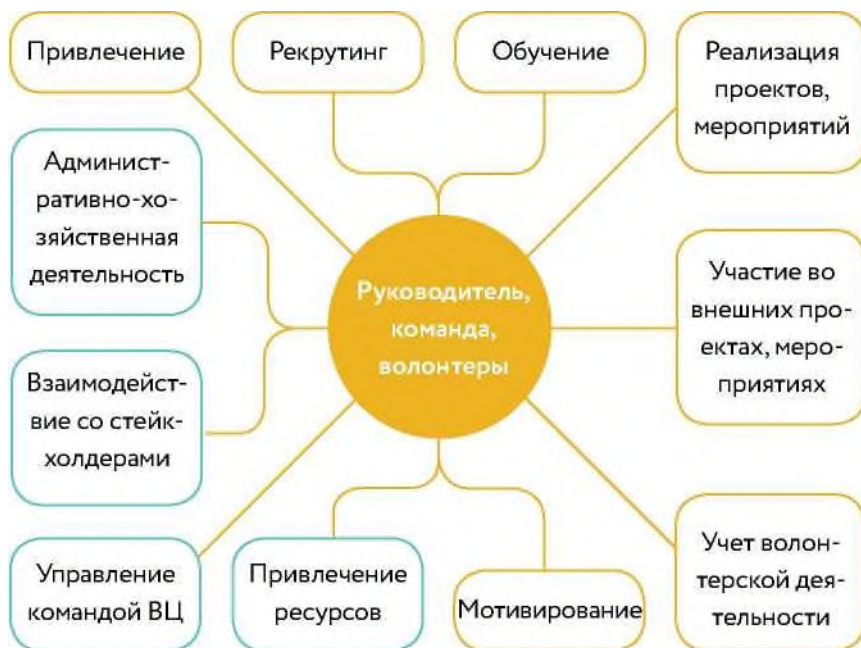 Привлечение
Рекрутинг
Обучение
Реализация
проектов,
мероприятий
Админист-
ративно-хо-
зяйственная
деятельность
Руководитель,
команда,
волонтеры
Участие во
внешних про-
ектах, меро-
приятиях
Взаимодейст-
вие со стейк-
холдерами
Управление
командой ВЦ
Привлечение
ресурсов
Мотивирование
Учет волон-
терской дея-
тельности